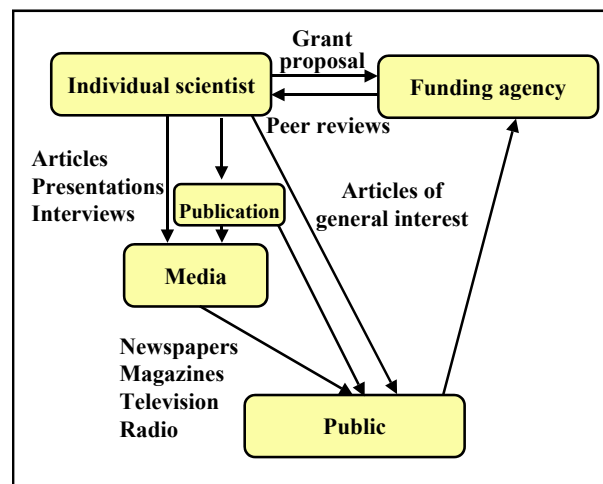 Grant
proposal
Individual scientist
Funding agency
Peer reviews
Articles
Presentations
Interviews
Publication
Articles of
general interest
Media
Newspapers
Magazines
Television
Radio
Public